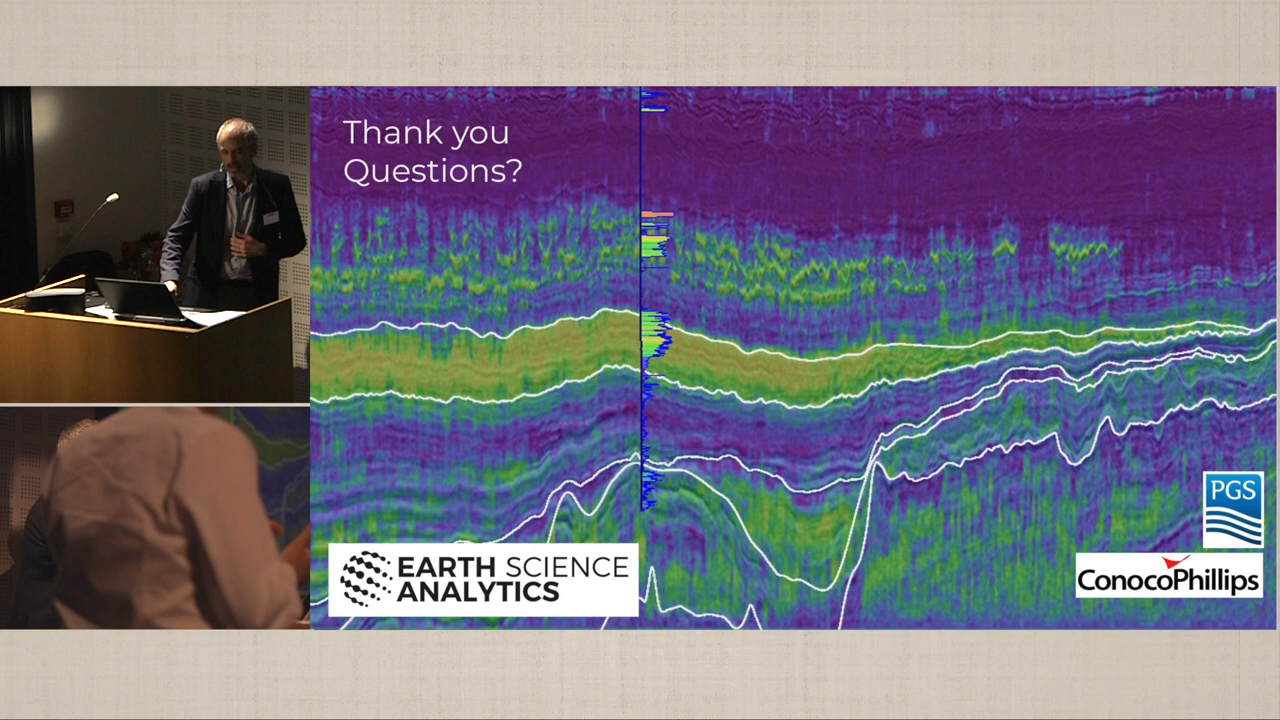 Thank you
Questions?
EARTH SCIENCE
ANALYTICS
PGS
ConocoPhillips